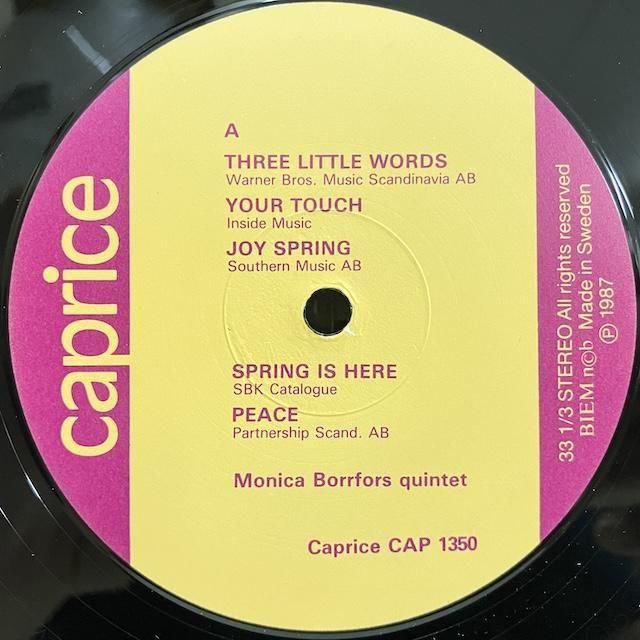 caprice
A
THREE LITTLE WORDS
Warner Bros. Music Scandinavia AB
YOUR TOUCH
Inside Music
JOY SPRING
Southern Music AB
SPRING IS HERE
SBK Catalogue
PEACE
Partnership Scand. AB
Monica Borrfors quintet
Caprice CAP 1350
33 1/3 STEREO All rights reserved
BIEM n©b Made in Sweden
℗ 1987